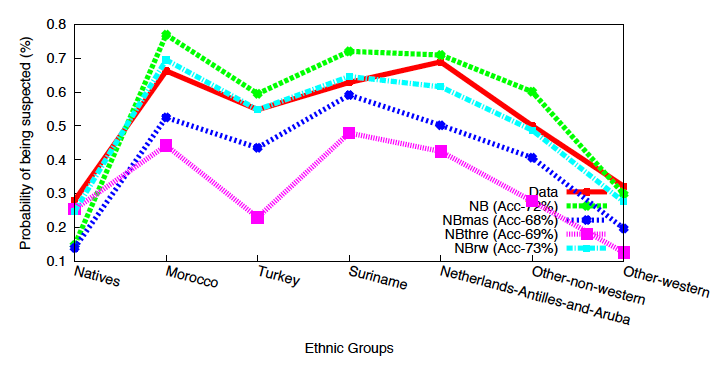 Probability of being suspected (%)
0.8
0.7
0.6
0.5
0.4
0.3
0.2
0.1
Data
NB (Acc-72%)
NBmas (Acc-68%)
NBthre (Acc-69%)
NBrw (Acc-73%)
Natives
Morocco
Turkey
Suriname
Netherlands-Antilles-and-Aruba
Other-non-western
Other-western
Ethnic Groups